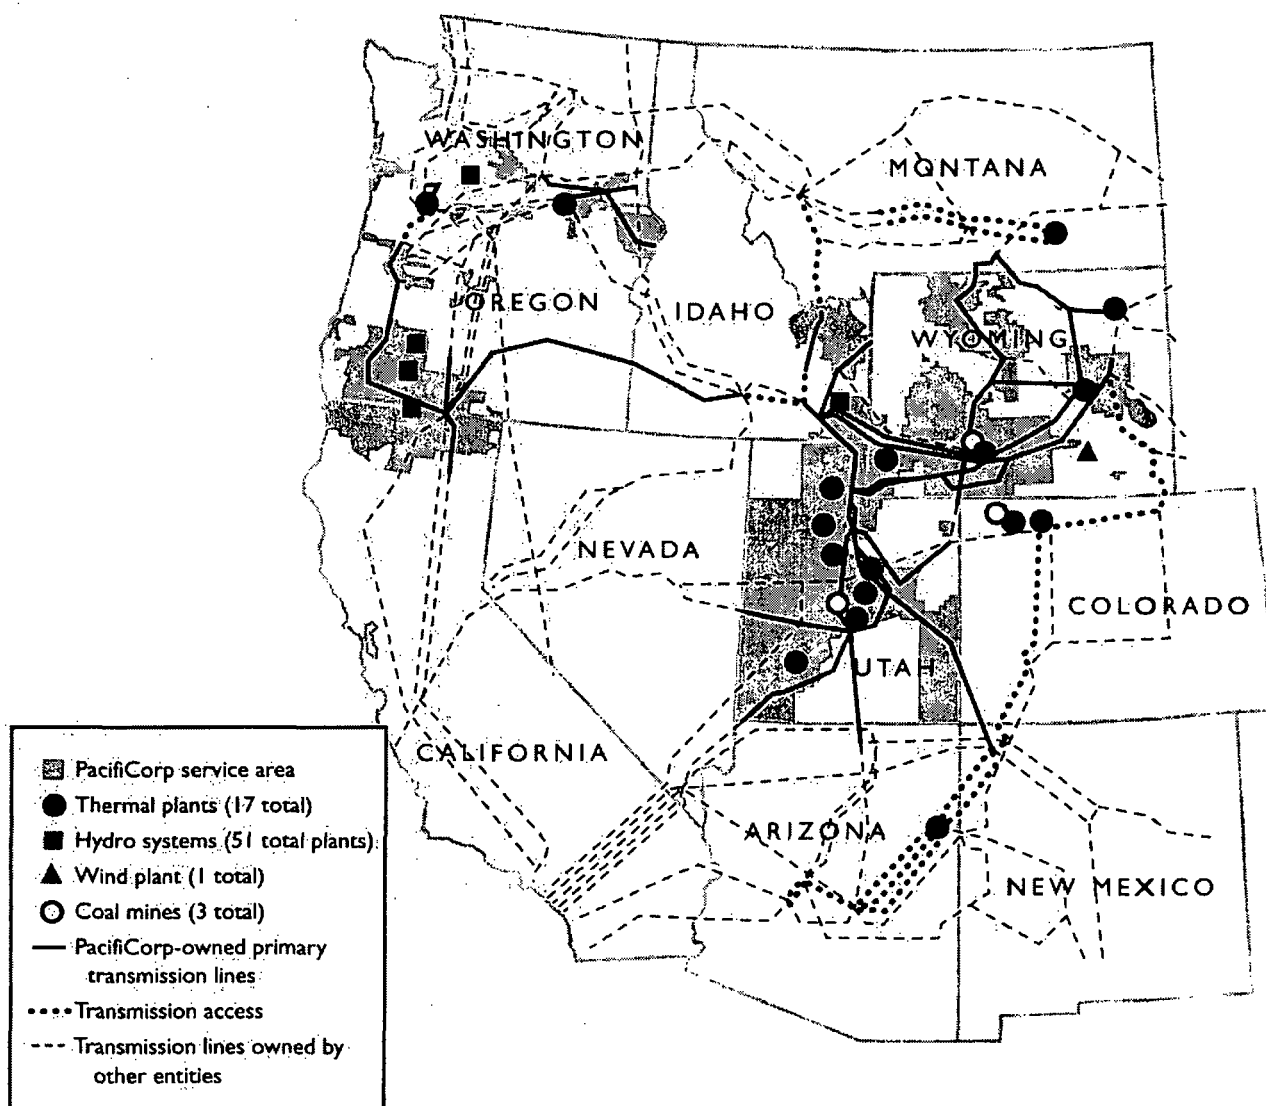 WASHINGTON
MONTANA
OREGON
IDAHO
WYOMING
NEVADA
COLORADO
UTAH
CALIFORNIA
ARIZONA
NEW MEXICO
PacifiCorp service area
Thermal plants (17 total)
Hydro systems (51 total plants)
Wind plant (1 total)
Coal mines (3 total)
PacifiCorp-owned primary
transmission lines
Transmission access
Transmission lines owned by
other entities